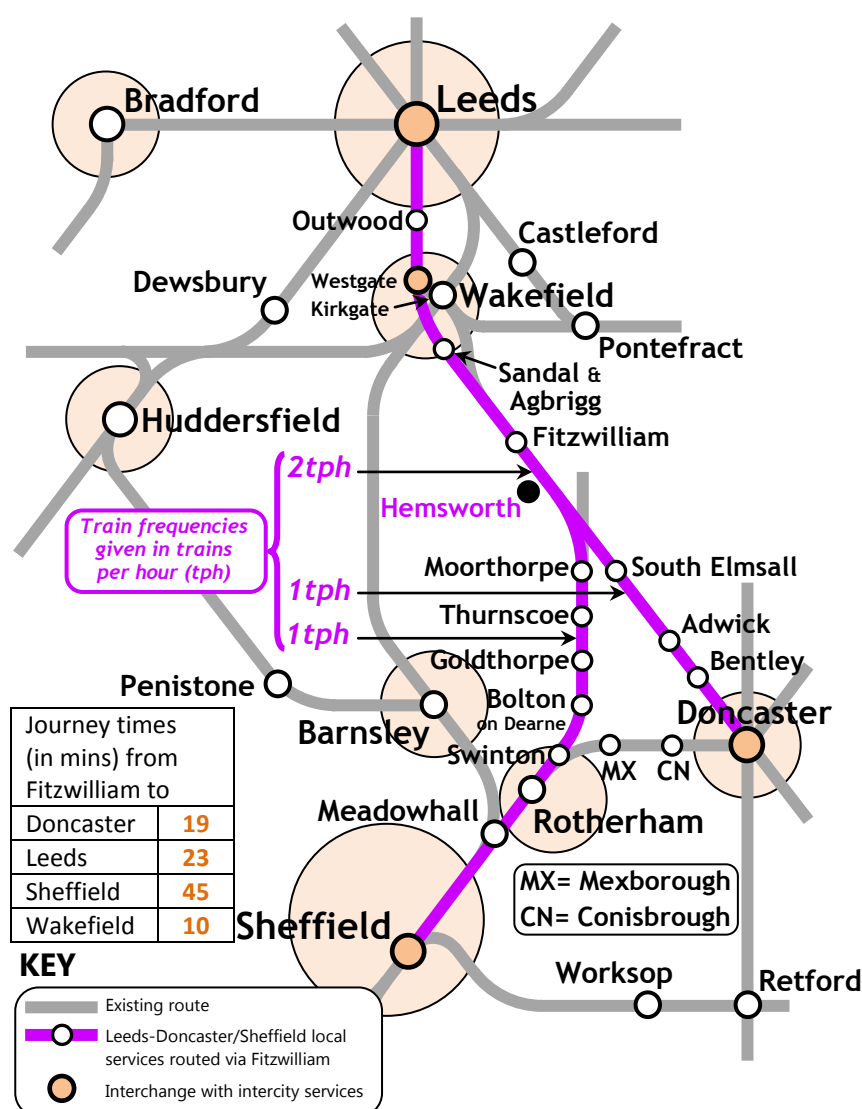 Bradford
Leeds
Outwood
Castleford
Dewsbury
Westgate
Kirkgate
Wakefield
Pontefract
Sandal &
Agbrigg
Huddersfield
Fitzwilliam
2tph
Hemsworth
Train frequencies
given in trains
per hour (tph)
Moorthorpe
South Elmsall
1tph
Thurnscoe
Adwick
1tph
Goldthorpe
Bentley
Penistone
Bolton
on Dearne
Doncaster
Barnsley
Swinton
MX
CN
Journey times
(in mins) from
Fitzwilliam to
Doncaster 19
Leeds 23
Sheffield 45
Wakefield 10
Meadowhall
Rotherham
MX= Mexborough
CN= Conisbrough
Sheffield
Worksop
Retford
KEY
Existing route
Leeds-Doncaster/Sheffield local
services routed via Fitzwilliam
Interchange with intercity services